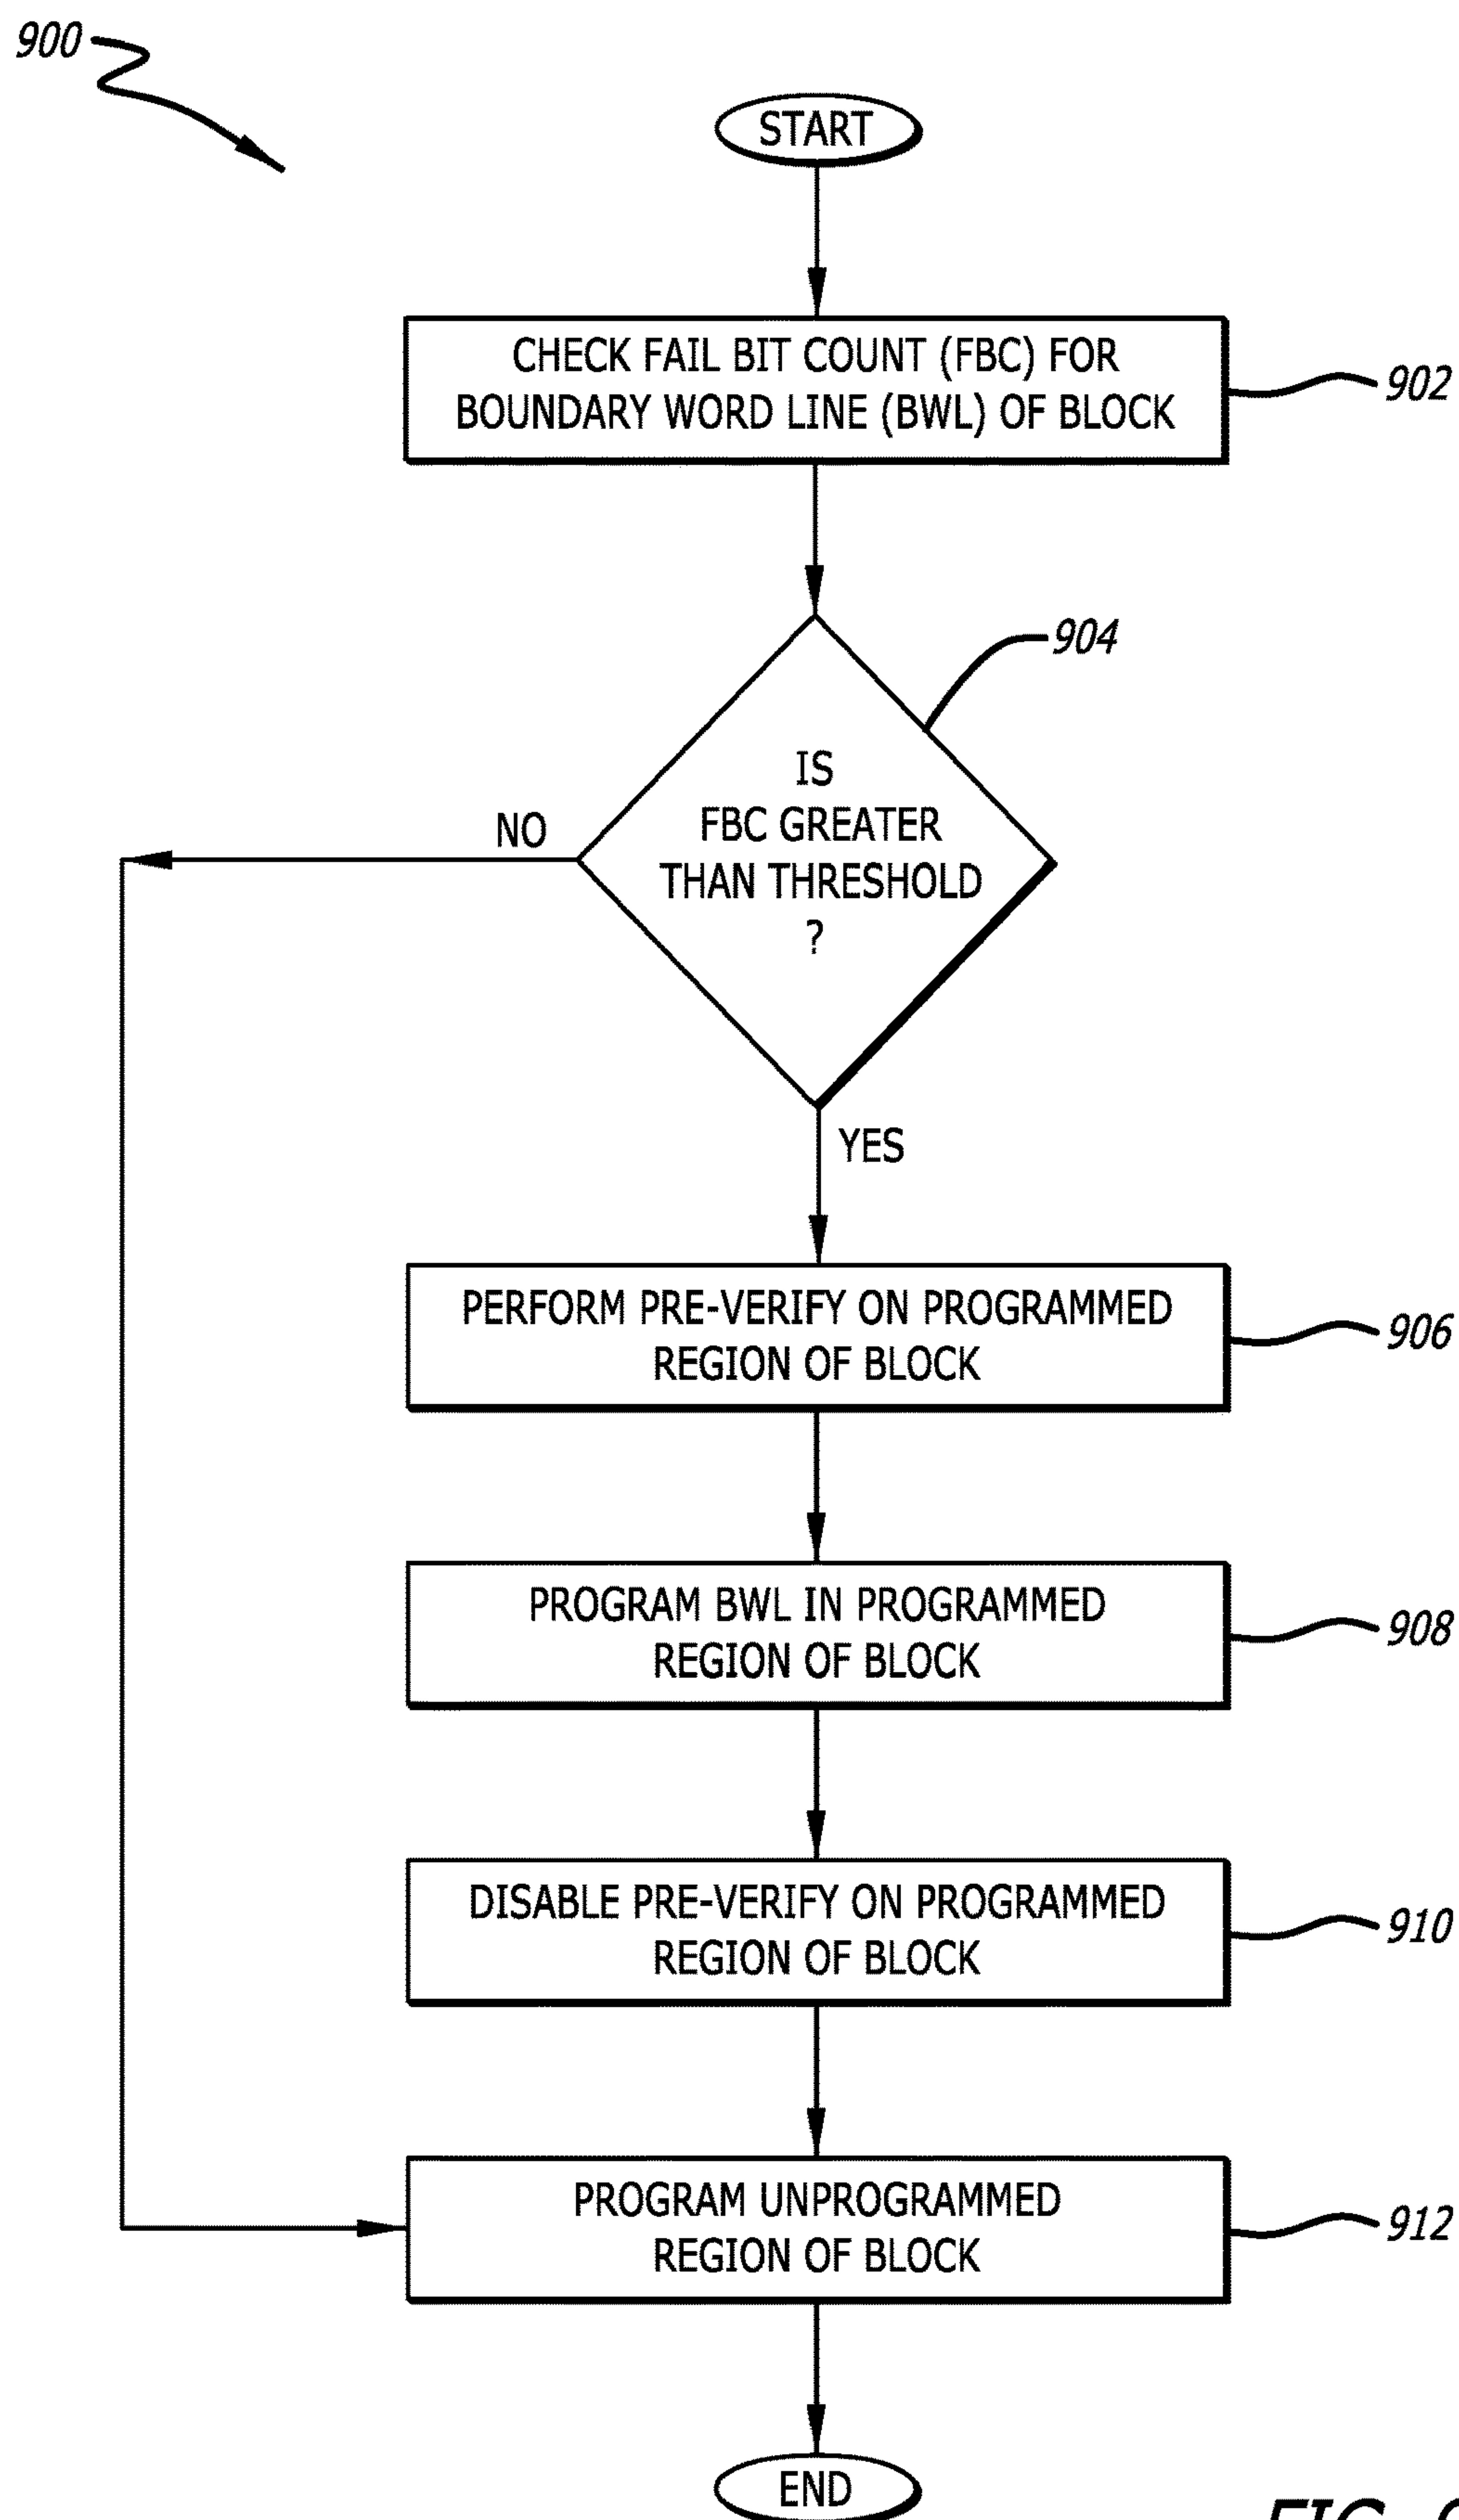 900
START
CHECK FAIL BIT COUNT (FBC) FOR
BOUNDARY WORD LINE (BWL) OF BLOCK
902
904
IS
FBC GREATER
THAN THRESHOLD
?
NO
YES
PERFORM PRE-VERIFY ON PROGRAMMED
REGION OF BLOCK
906
PROGRAM BWL IN PROGRAMMED
REGION OF BLOCK
908
DISABLE PRE-VERIFY ON PROGRAMMED
REGION OF BLOCK
910
PROGRAM UNPROGRAMMED
REGION OF BLOCK
912
END